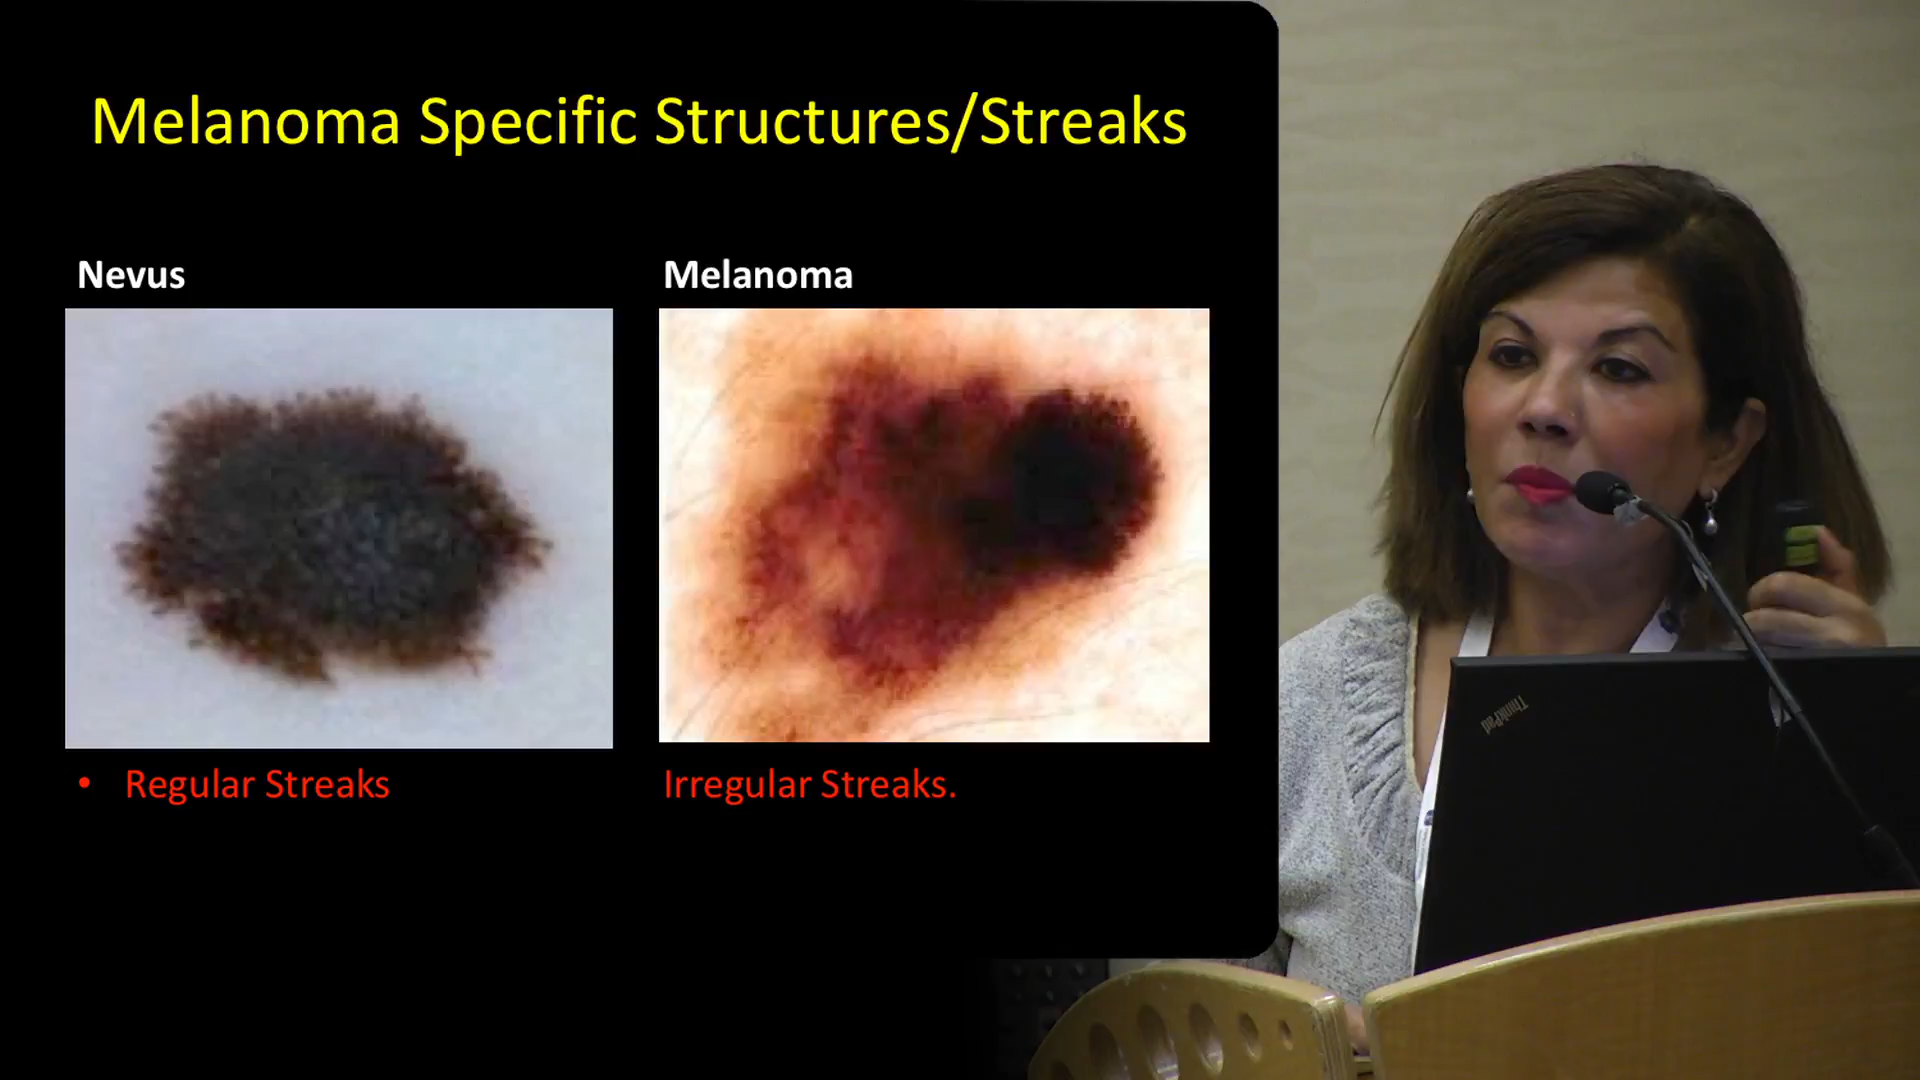 Melanoma Specific Structures/Streaks
Nevus
Melanoma
• Regular Streaks
Irregular Streaks.
ThinkPad